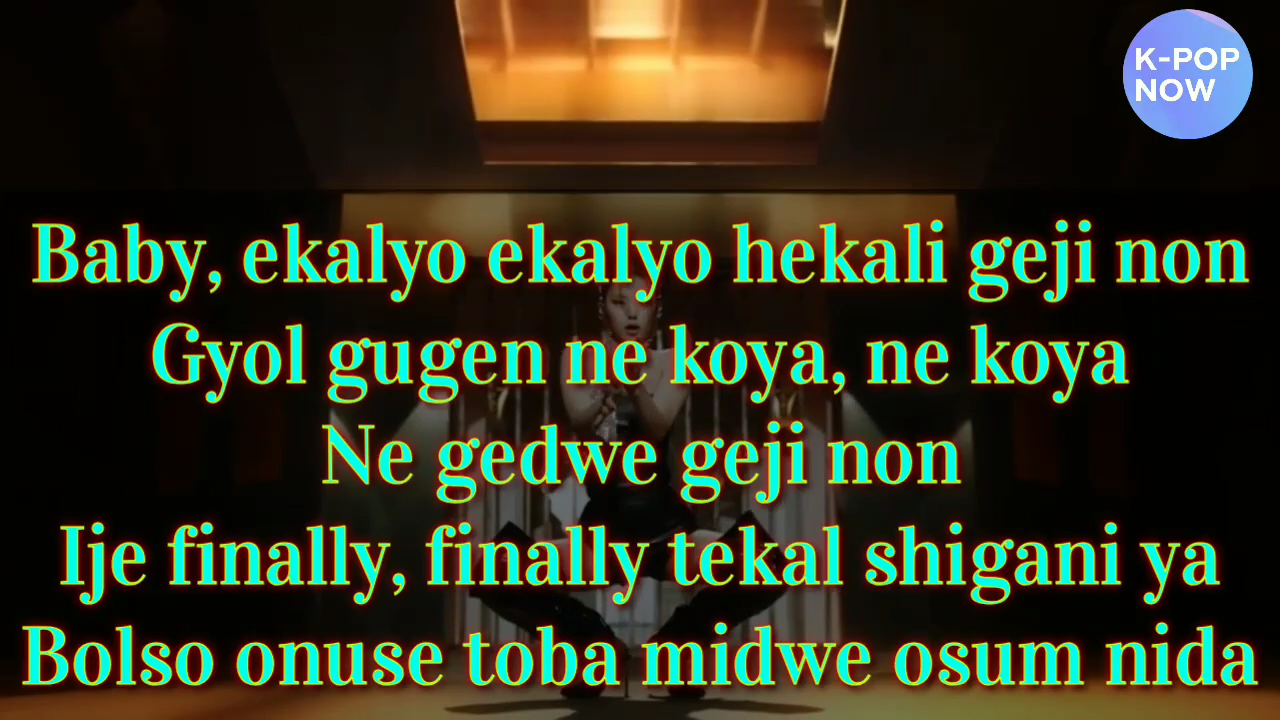 K-POP
NOW
Baby, ekalyo ekalyo hekali geji non
Gyol gugen ne koya, ne koya
Ne gedwe geji non
Ije finally, finally tekal shigani ya
Bolso onuse toba midwe osum nida